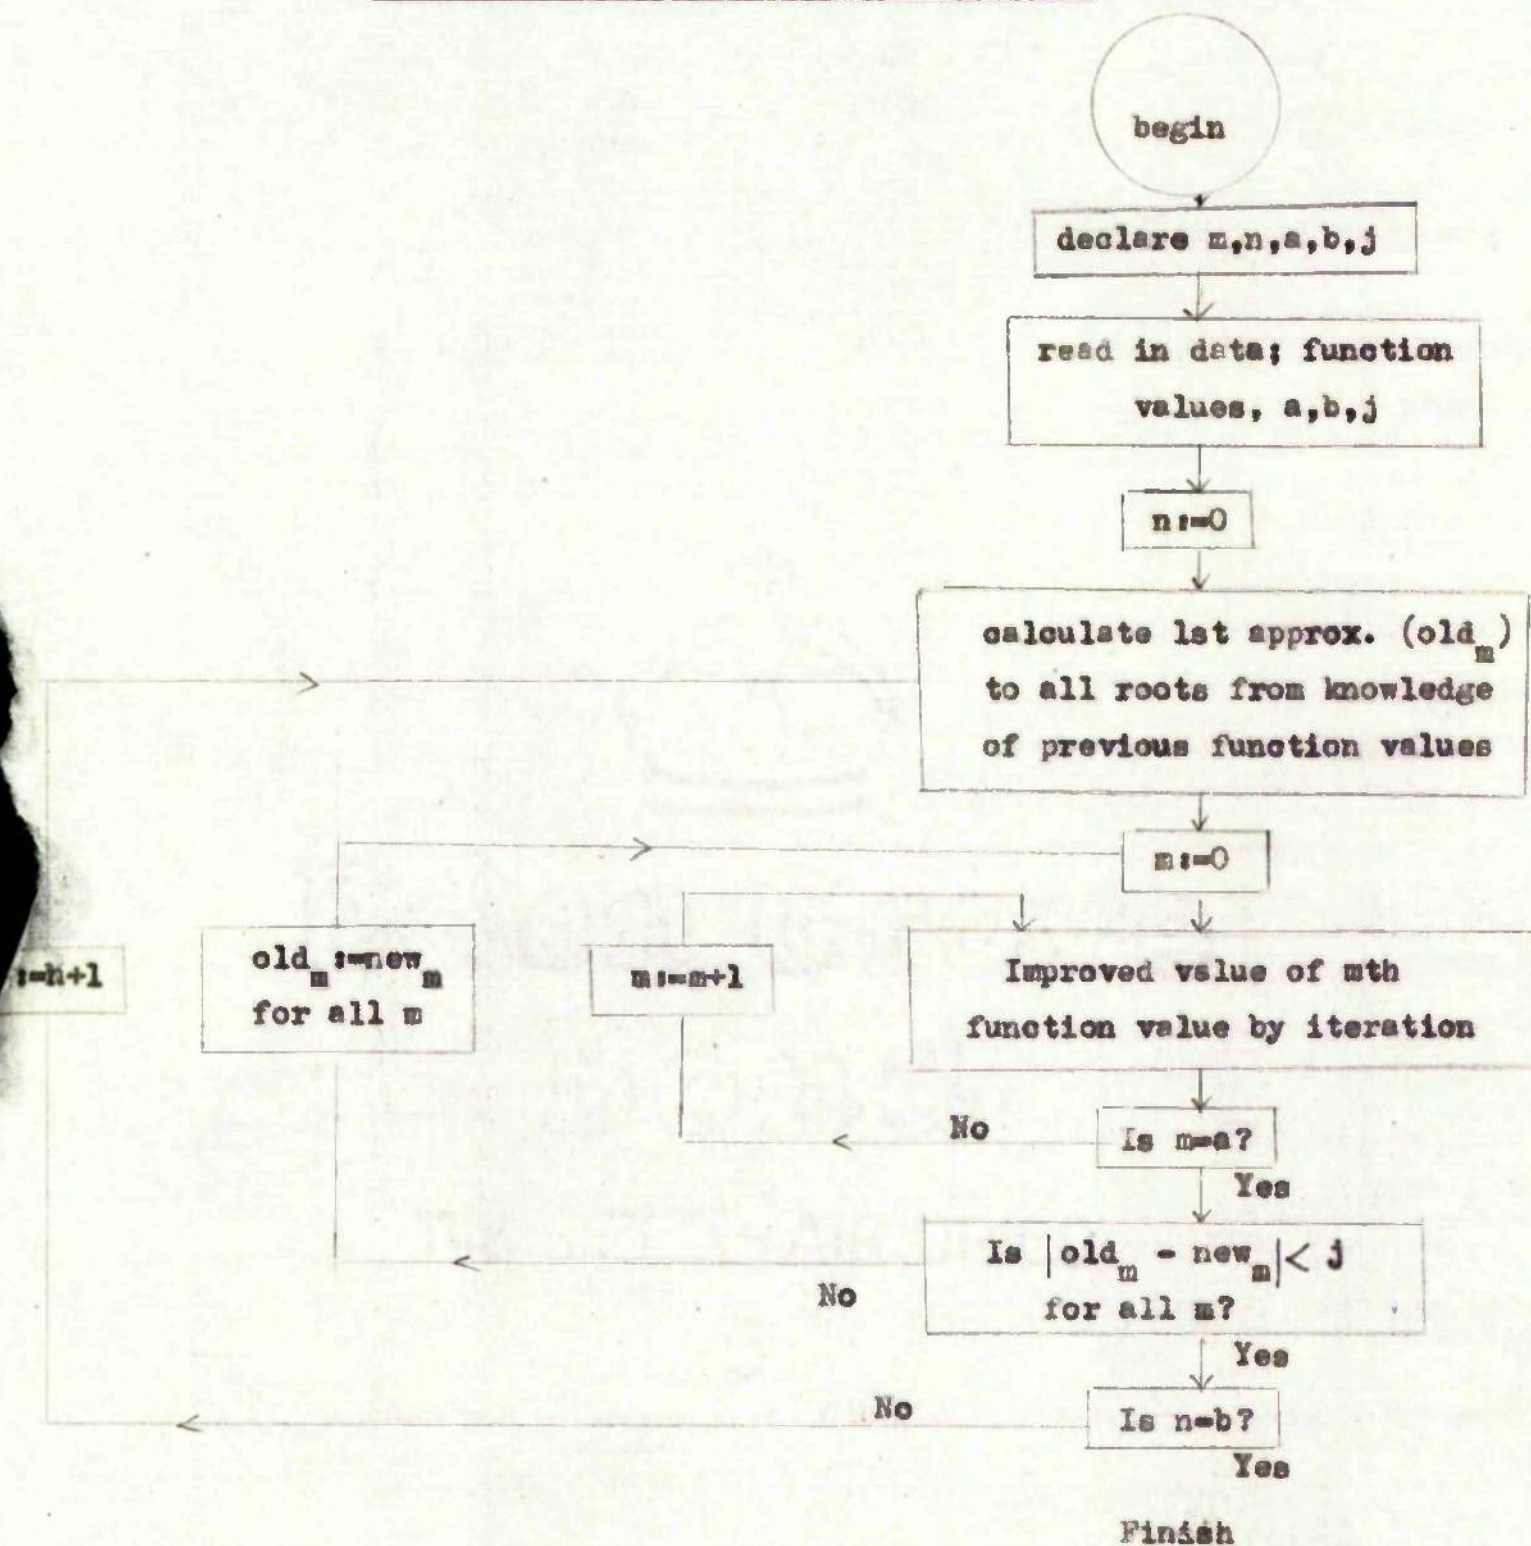 begin
declare m,n,a,b,j
read in data; function
values, a,b,j
n:=0
calculate 1st approx. (old_m)
to all roots from knowledge
of previous function values
m:=0
:=n+1
old_m:=new_m
for all m
m:=m+1
Improved value of mth
function value by iteration
No
Is m=a?
Yes
Is |old_m - new_m|< j
for all m?
No
Yes
No
Is n=b?
Yes
Finish